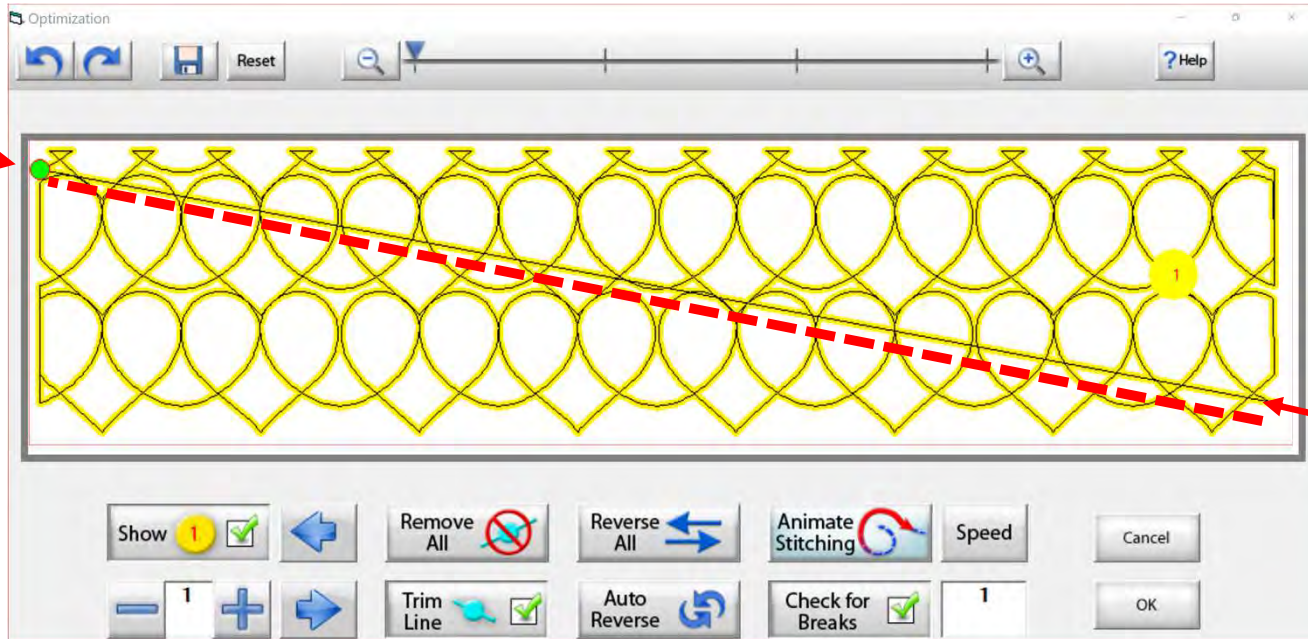 Optimization
Reset
? Help
1
Show 1
Remove
All
Reverse
All
Animate
Stitching
Speed
Cancel
1
Trim
Line
Auto
Reverse
Check for
Breaks
1
OK